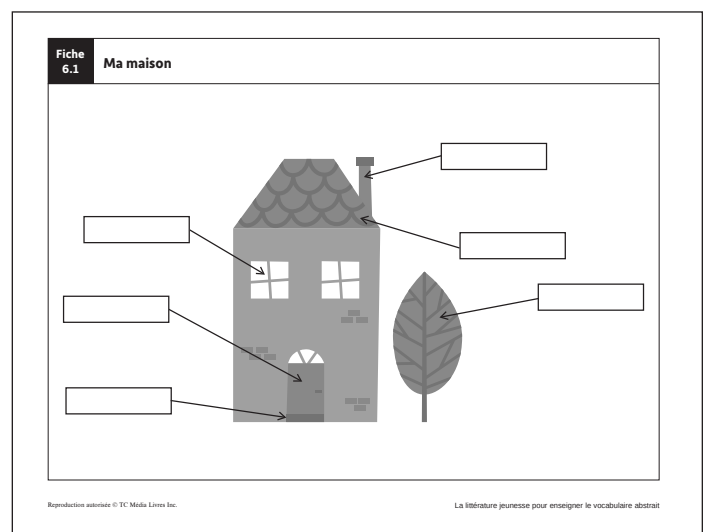 Fiche
6.1
Ma maison
Reproduction autorisée © TC Média Livres Inc.
La littérature jeunesse pour enseigner le vocabulaire abstrait